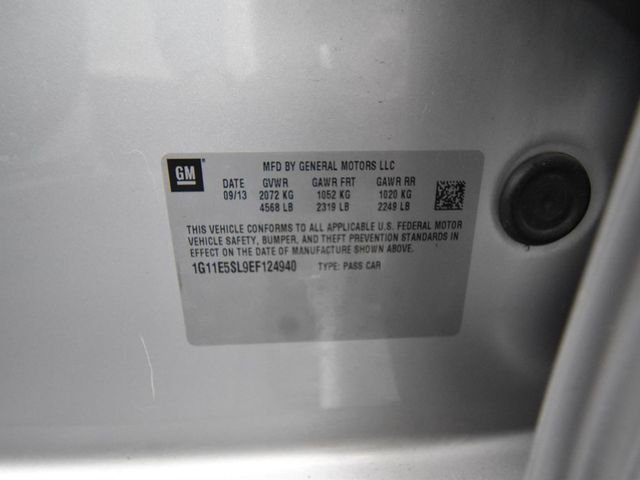 GM
MFD BY GENERAL MOTORS LLC
DATE GVWR GAWR FRT GAWR RR
09/13 2072 KG 1052 KG 1020 KG
4568 LB 2319 LB 2249 LB
THIS VEHICLE CONFORMS TO ALL APPLICABLE U.S. FEDERAL MOTOR
VEHICLE SAFETY, BUMPER, AND THEFT PREVENTION STANDARDS IN
EFFECT ON THE DATE OF MANUFACTURE SHOWN ABOVE.
1G11E5SL9EF124940 TYPE: PASS CAR